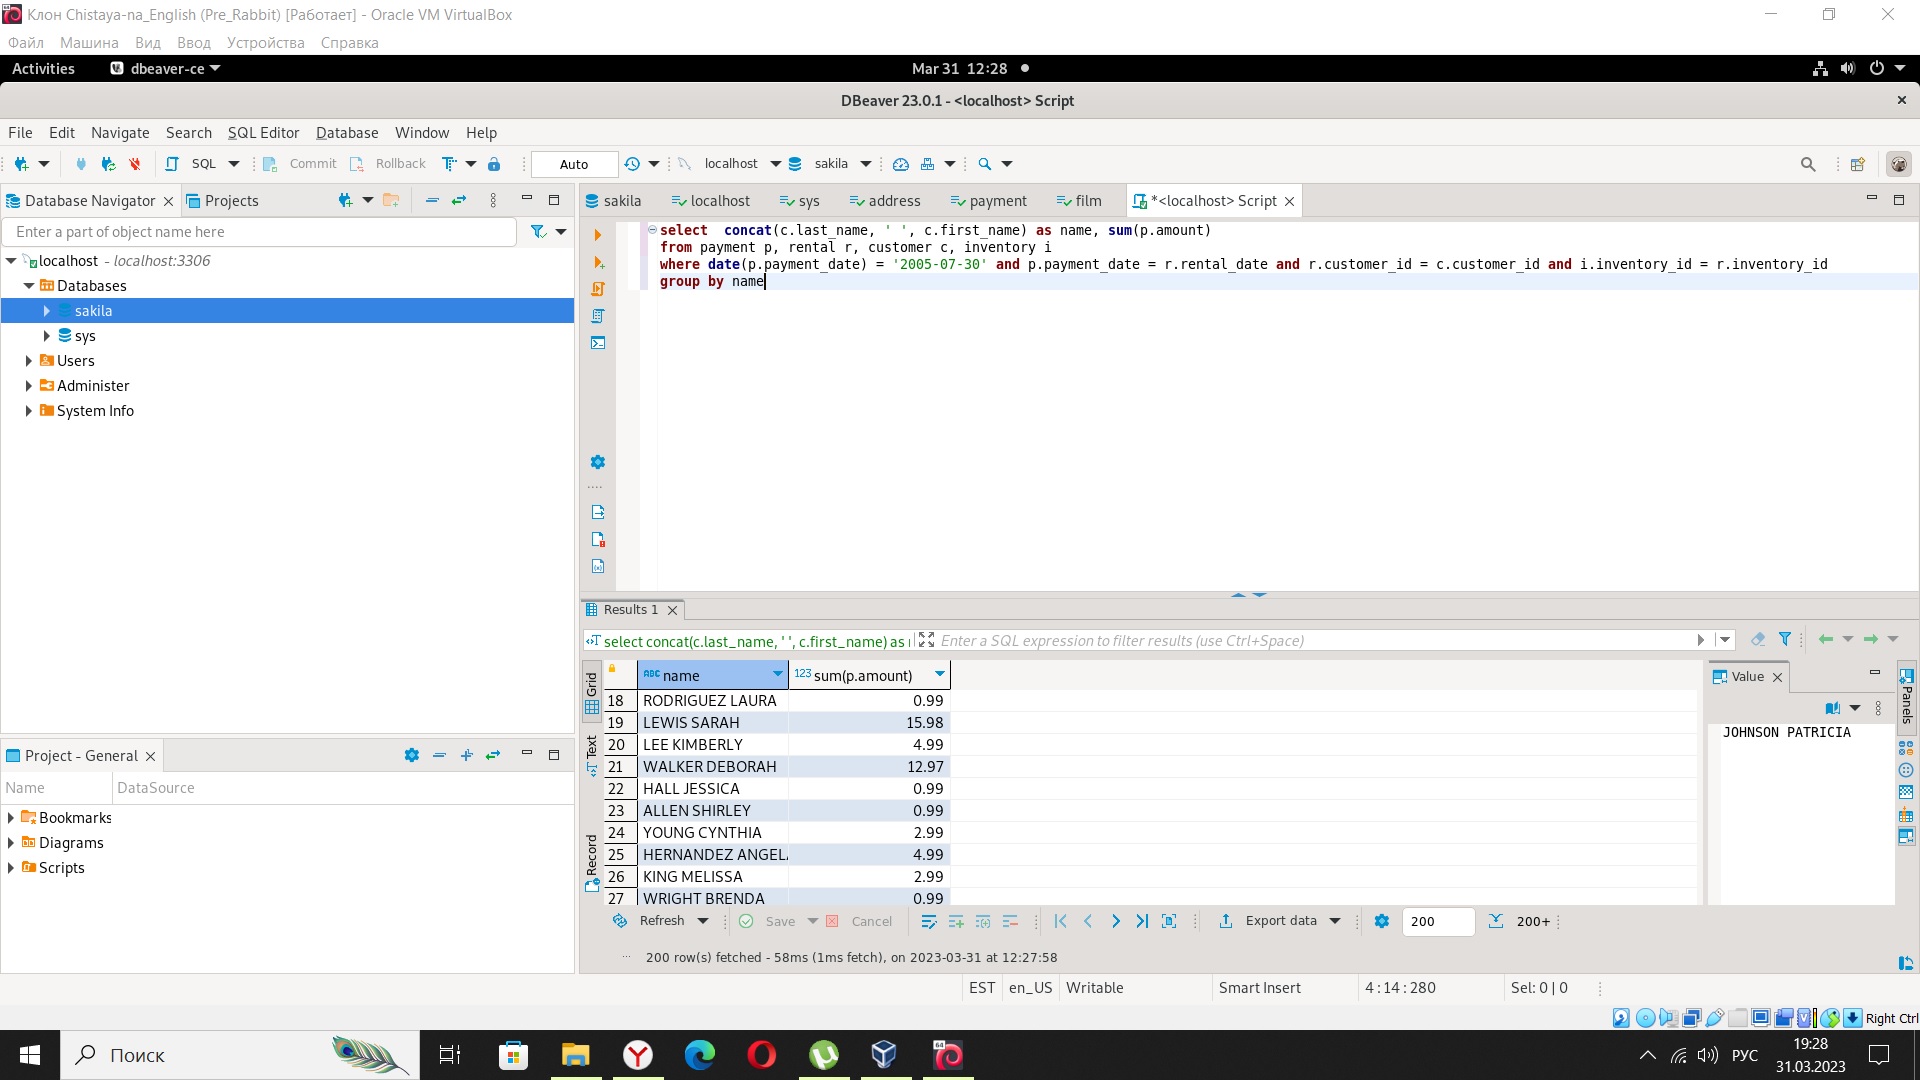 Клон Chistaya-na_English (Pre_Rabbit) [Работает] - Oracle VM VirtualBox
Файл Машина Вид Ввод Устройства Справка
Activities dbeaver-ce Mar 31 12:28
DBeaver 23.0.1 - <localhost> Script
File Edit Navigate Search SQL Editor Database Window Help
SQL Commit Rollback Auto localhost sakila
Database Navigator Projects
sakila localhost sys address payment film *<localhost> Script
Enter a part of object name here
localhost - localhost:3306
Databases
sakila
sys
Users
Administer
System Info
select  concat(c.last_name, ' ', c.first_name) as name, sum(p.amount)
from payment p, rental r, customer c, inventory i
where date(p.payment_date) = '2005-07-30' and p.payment_date = r.rental_date and r.customer_id = c.customer_id and i.inventory_id = r.inventory_id
group by name
Project - General
Name DataSource
Bookmarks
Diagrams
Scripts
Results 1
select concat(c.last_name, ' ', c.first_name) as Enter a SQL expression to filter results (use Ctrl+Space)
Grid
Text
Record
ABC name 123 sum(p.amount)
18 RODRIGUEZ LAURA 0.99
19 LEWIS SARAH 15.98
20 LEE KIMBERLY 4.99
21 WALKER DEBORAH 12.97
22 HALL JESSICA 0.99
23 ALLEN SHIRLEY 0.99
24 YOUNG CYNTHIA 2.99
25 HERNANDEZ ANGEL 4.99
26 KING MELISSA 2.99
27 WRIGHT BRENDA 0.99
Value
JOHNSON PATRICIA
Panels
Refresh Save Cancel Export data 200 200+
200 row(s) fetched - 58ms (1ms fetch), on 2023-03-31 at 12:27:58
EST en_US Writable Smart Insert 4 : 14 : 280 Sel: 0 | 0
Right Ctrl
Поиск
РУС
19:28
31.03.2023